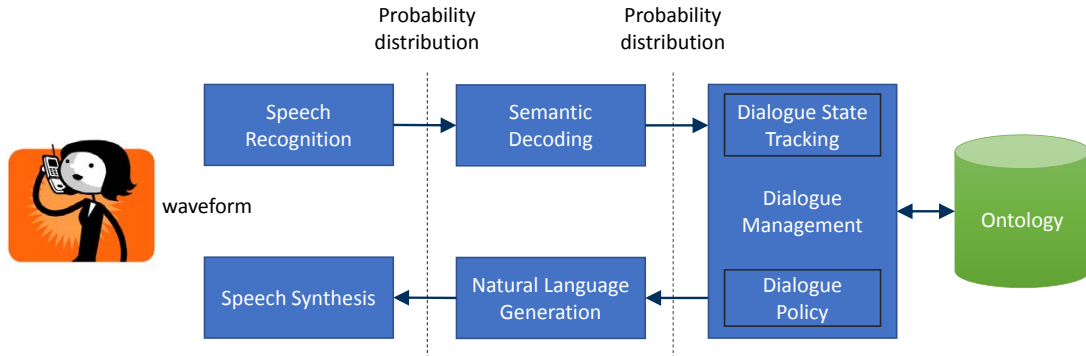 Probability
distribution
Probability
distribution
Speech
Recognition
Semantic
Decoding
Dialogue State
Tracking
waveform
Dialogue
Management
Ontology
Speech Synthesis
Natural Language
Generation
Dialogue
Policy